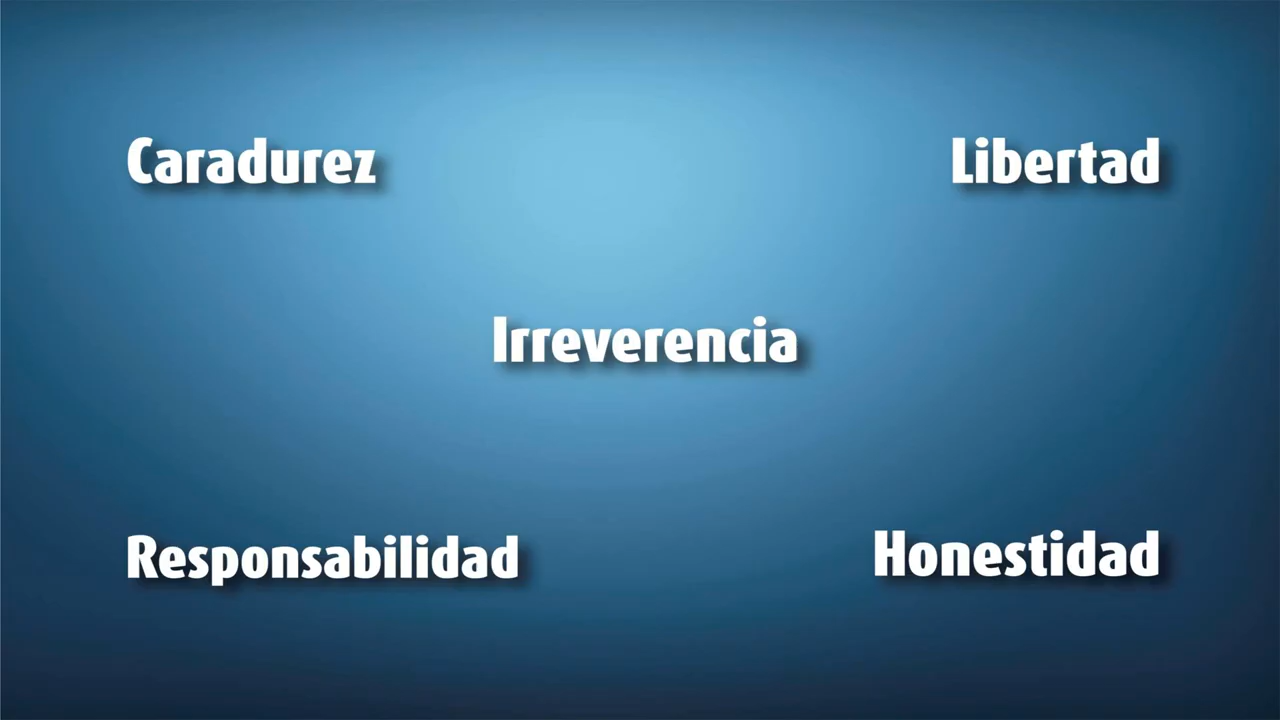 Caradurez
Libertad
Irreverencia
Responsabilidad
Honestidad